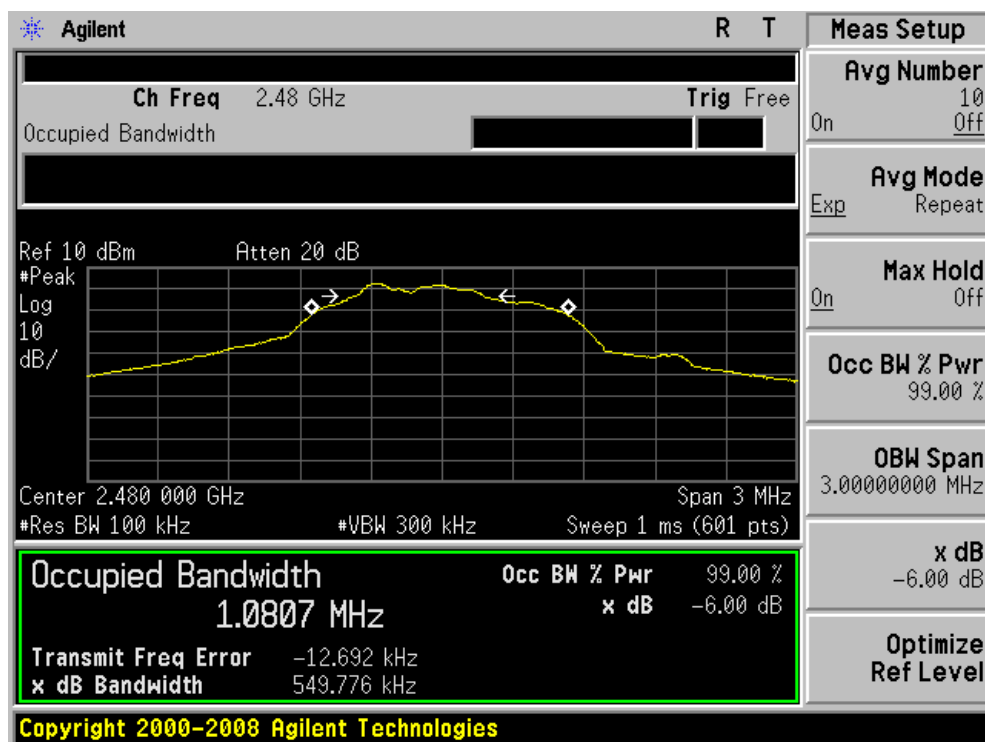 Agilent R T
Ch Freq 2.48 GHz Trig Free
Occupied Bandwidth
Ref 10 dBm Atten 20 dB
#Peak
Log
10
dB/
Center 2.480 000 GHz Span 3 MHz
#Res BW 100 kHz #VBW 300 kHz Sweep 1 ms (601 pts)
Occupied Bandwidth
1.0807 MHz
Occ BW % Pwr 99.00 %
x dB -6.00 dB
Transmit Freq Error -12.692 kHz
x dB Bandwidth 549.776 kHz
Copyright 2000-2008 Agilent Technologies
Meas Setup
Avg Number
10
On Off
Avg Mode
Exp Repeat
Max Hold
On Off
Occ BW % Pwr
99.00 %
OBW Span
3.00000000 MHz
x dB
-6.00 dB
Optimize
Ref Level